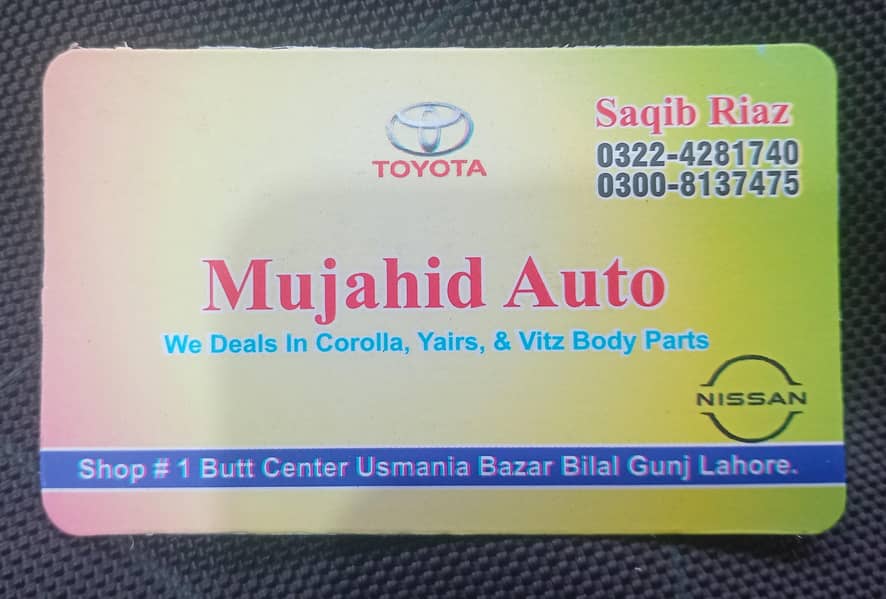 TOYOTA
Saqib Riaz
0322-4281740
0300-8137475
Mujahid Auto
We Deals In Corolla, Yairs, & Vitz Body Parts
NISSAN
Shop # 1 Butt Center Usmania Bazar Bilal Gunj Lahore.